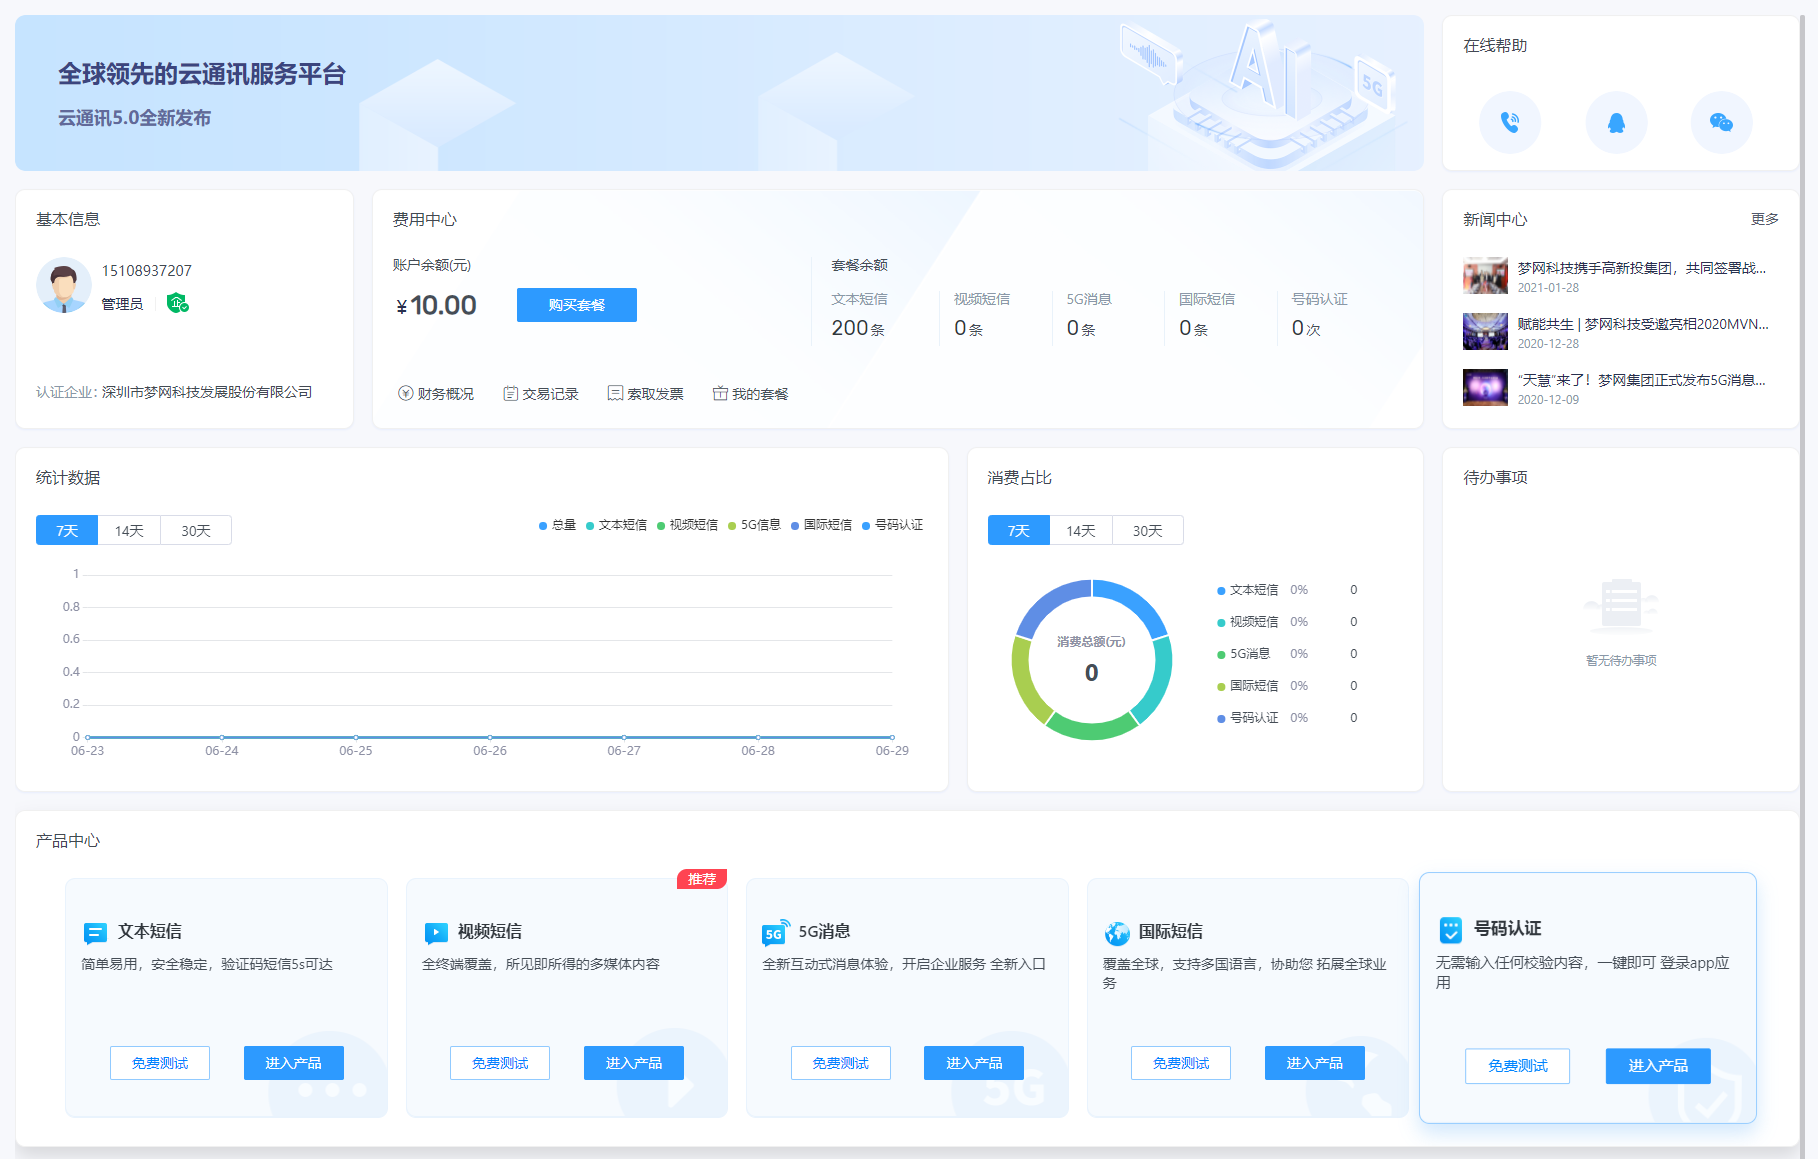 全球领先的云通讯服务平台
云通讯5.0全新发布
AI
5G
在线帮助
基本信息
15108937207
管理员
认证企业: 深圳市梦网科技发展股份有限公司
费用中心
账户余额(元)
¥10.00
购买套餐
财务概况 交易记录 索取发票 我的套餐
套餐余额
文本短信 视频短信 5G消息 国际短信 号码认证
200条 0条 0条 0条 0次
新闻中心 更多
梦网科技携手高新投集团，共同签署战...
2021-01-28
赋能共生 | 梦网科技受邀亮相2020MVN...
2020-12-28
“天慧”来了！梦网集团正式发布5G消息...
2020-12-09
统计数据
7天 14天 30天
总量 文本短信 视频短信 5G信息 国际短信 号码认证
1
0.8
0.6
0.4
0.2
0
06-23 06-24 06-25 06-26 06-27 06-28 06-29
消费占比
7天 14天 30天
消费总额(元)
0
文本短信 0% 0
视频短信 0% 0
5G消息 0% 0
国际短信 0% 0
号码认证 0% 0
待办事项
暂无待办事项
产品中心
文本短信
简单易用，安全稳定，验证码短信5s可达
免费测试 进入产品
推荐
视频短信
全终端覆盖，所见即所得的多媒体内容
免费测试 进入产品
5G
5G消息
全新互动式消息体验，开启企业服务 全新入口
免费测试 进入产品
5G
国际短信
覆盖全球，支持多国语言，协助您 拓展全球业
务
免费测试 进入产品
号码认证
无需输入任何校验内容，一键即可 登录app应
用
免费测试 进入产品